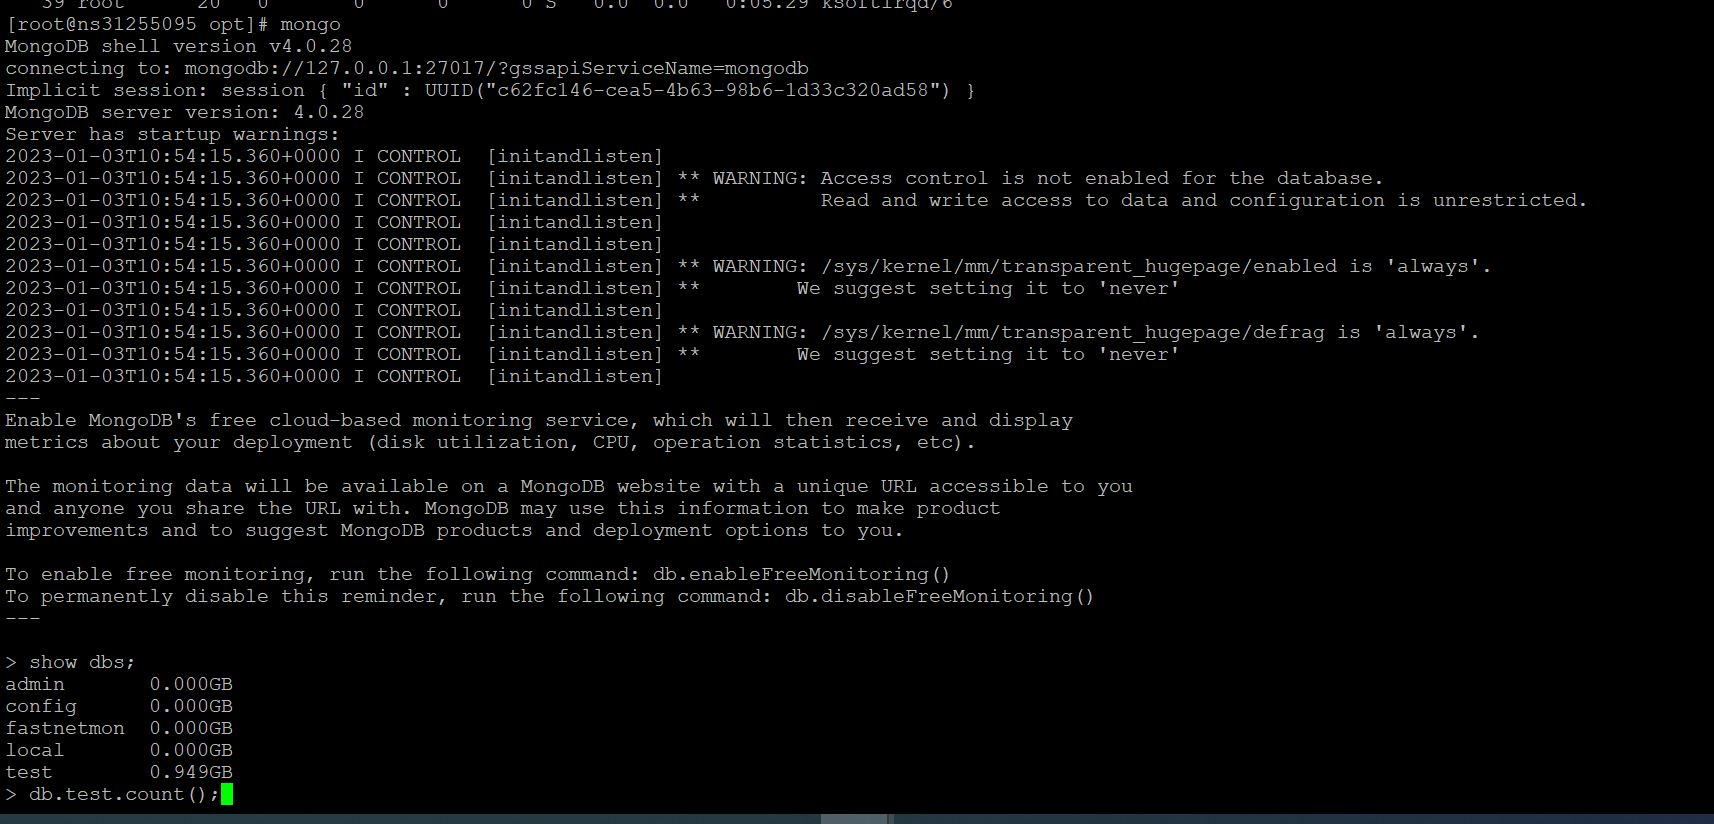 39 root      20   0       0      0      0 S   0.0  0.0   0:05.29 ksoftirqd/6
[root@ns31255095 opt]# mongo
MongoDB shell version v4.0.28
connecting to: mongodb://127.0.0.1:27017/?gssapiServiceName=mongodb
Implicit session: session { "id" : UUID("c62fc146-cea5-4b63-98b6-1d33c320ad58") }
MongoDB server version: 4.0.28
Server has startup warnings:
2023-01-03T10:54:15.360+0000 I CONTROL  [initandlisten]
2023-01-03T10:54:15.360+0000 I CONTROL  [initandlisten] ** WARNING: Access control is not enabled for the database.
2023-01-03T10:54:15.360+0000 I CONTROL  [initandlisten] **          Read and write access to data and configuration is unrestricted.
2023-01-03T10:54:15.360+0000 I CONTROL  [initandlisten]
2023-01-03T10:54:15.360+0000 I CONTROL  [initandlisten]
2023-01-03T10:54:15.360+0000 I CONTROL  [initandlisten] ** WARNING: /sys/kernel/mm/transparent_hugepage/enabled is 'always'.
2023-01-03T10:54:15.360+0000 I CONTROL  [initandlisten] **        We suggest setting it to 'never'
2023-01-03T10:54:15.360+0000 I CONTROL  [initandlisten]
2023-01-03T10:54:15.360+0000 I CONTROL  [initandlisten] ** WARNING: /sys/kernel/mm/transparent_hugepage/defrag is 'always'.
2023-01-03T10:54:15.360+0000 I CONTROL  [initandlisten] **        We suggest setting it to 'never'
2023-01-03T10:54:15.360+0000 I CONTROL  [initandlisten]
---
Enable MongoDB's free cloud-based monitoring service, which will then receive and display
metrics about your deployment (disk utilization, CPU, operation statistics, etc).

The monitoring data will be available on a MongoDB website with a unique URL accessible to you
and anyone you share the URL with. MongoDB may use this information to make product
improvements and to suggest MongoDB products and deployment options to you.

To enable free monitoring, run the following command: db.enableFreeMonitoring()
To permanently disable this reminder, run the following command: db.disableFreeMonitoring()
---

> show dbs;
admin       0.000GB
config      0.000GB
fastnetmon  0.000GB
local       0.000GB
test        0.949GB
> db.test.count();